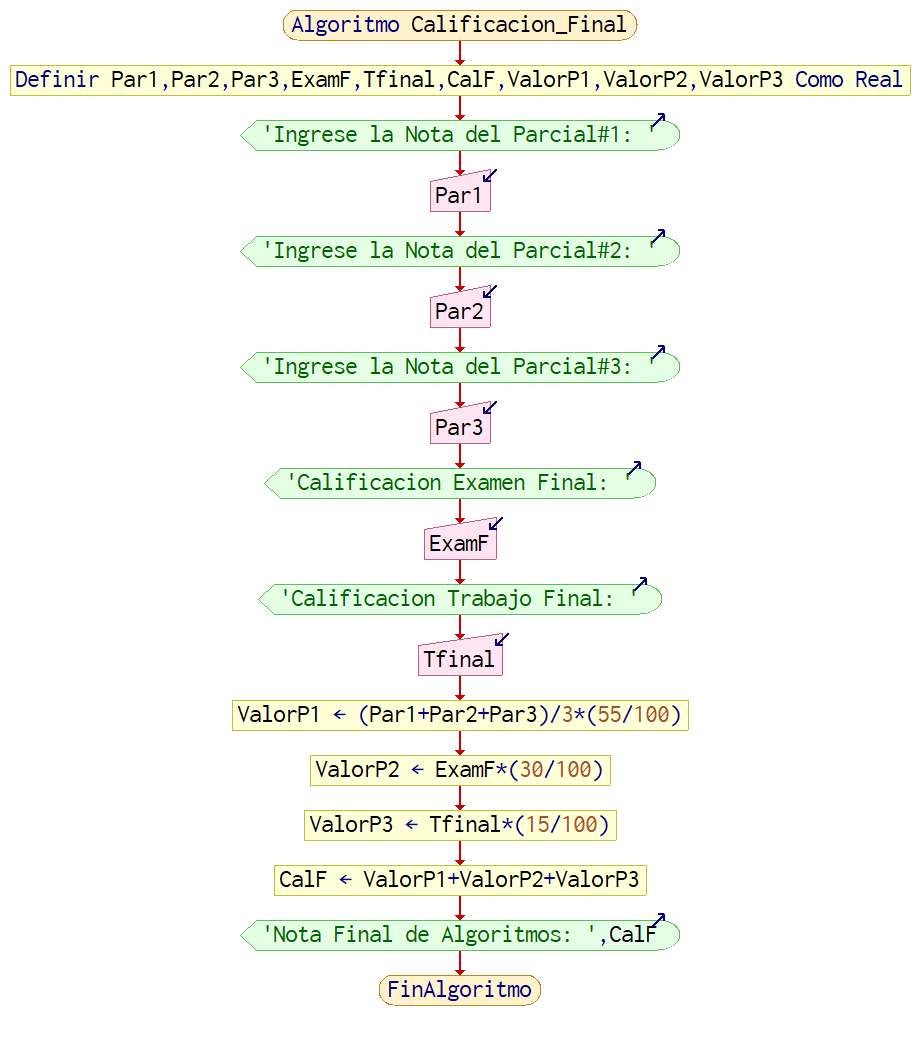 Algoritmo Calificacion_Final
Definir Par1,Par2,Par3,ExamF,Tfinal,CalF,ValorP1,ValorP2,ValorP3 Como Real
'Ingrese la Nota del Parcial#1: '
Par1
'Ingrese la Nota del Parcial#2: '
Par2
'Ingrese la Nota del Parcial#3: '
Par3
'Calificacion Examen Final: '
ExamF
'Calificacion Trabajo Final: '
Tfinal
ValorP1 ← (Par1+Par2+Par3)/3*(55/100)
ValorP2 ← ExamF*(30/100)
ValorP3 ← Tfinal*(15/100)
CalF ← ValorP1+ValorP2+ValorP3
'Nota Final de Algoritmos: ',CalF
FinAlgoritmo